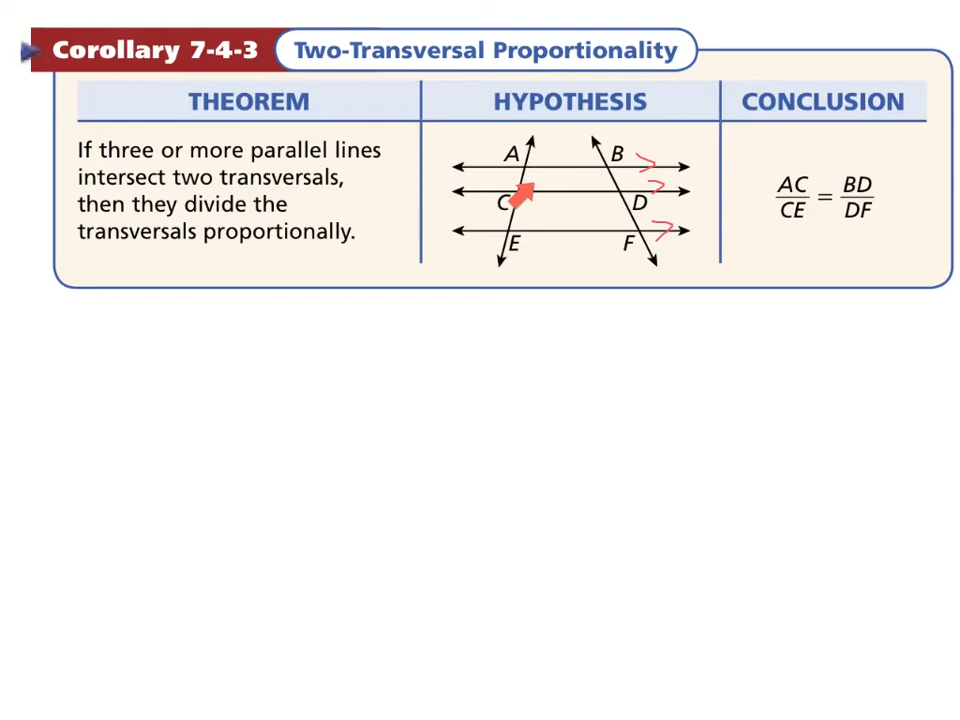 Corollary 7-4-3 Two-Transversal Proportionality
THEOREM HYPOTHESIS CONCLUSION
If three or more parallel lines
intersect two transversals,
then they divide the
transversals proportionally.
A B
C D
E F
AC/CE = BD/DF